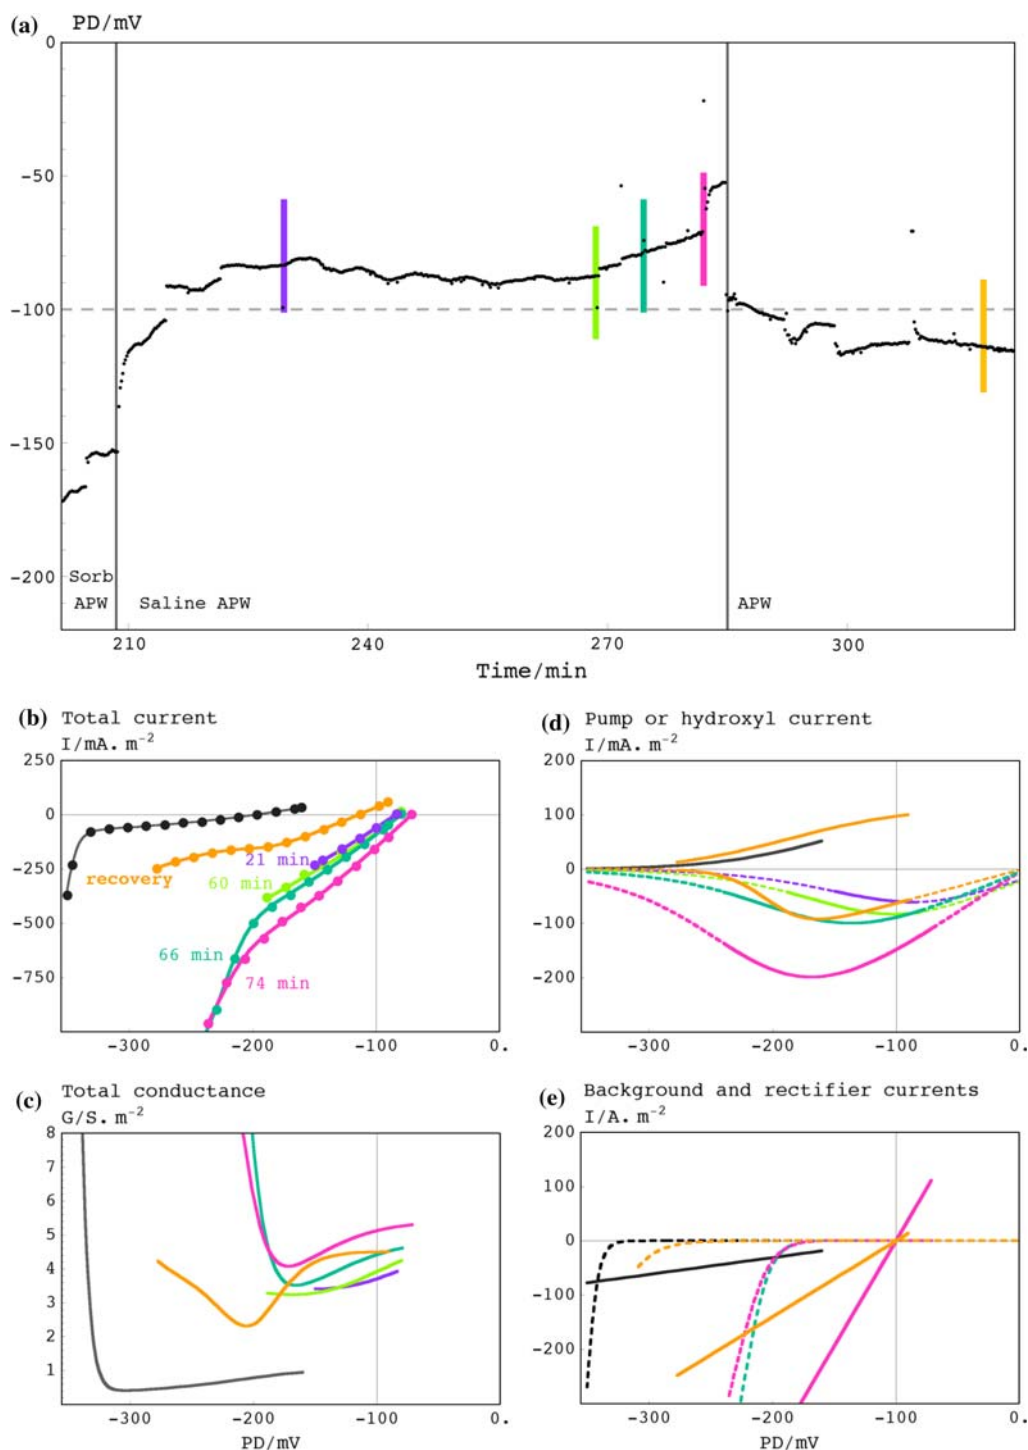 (a) PD/mV
0
−50
−100
−150
−200
Sorb
APW
Saline APW
APW
210 240 270 300
Time/min
(b) Total current
I/mA.m⁻²
250
0
−250
−500
−750
recovery
21 min
60 min
66 min
74 min
−300 −200 −100 0.
(d) Pump or hydroxyl current
I/mA.m⁻²
200
100
0
−100
−200
−300 −200 −100 0.
(c) Total conductance
G/S.m⁻²
8
7
6
5
4
3
2
1
−300 −200 −100 0.
PD/mV
(e) Background and rectifier currents
I/A.m⁻²
200
100
0
−100
−200
−300 −200 −100 0.
PD/mV